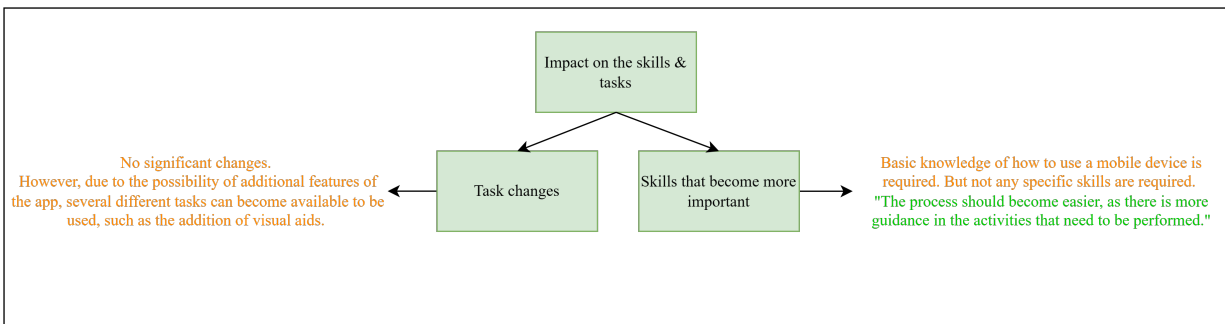 Impact on the skills &
tasks
No significant changes.
However, due to the possibility of additional features of
the app, several different tasks can become available to be
used, such as the addition of visual aids.
Task changes
Skills that become more
important
Basic knowledge of how to use a mobile device is
required. But not any specific skills are required.
"The process should become easier, as there is more
guidance in the activities that need to be performed."